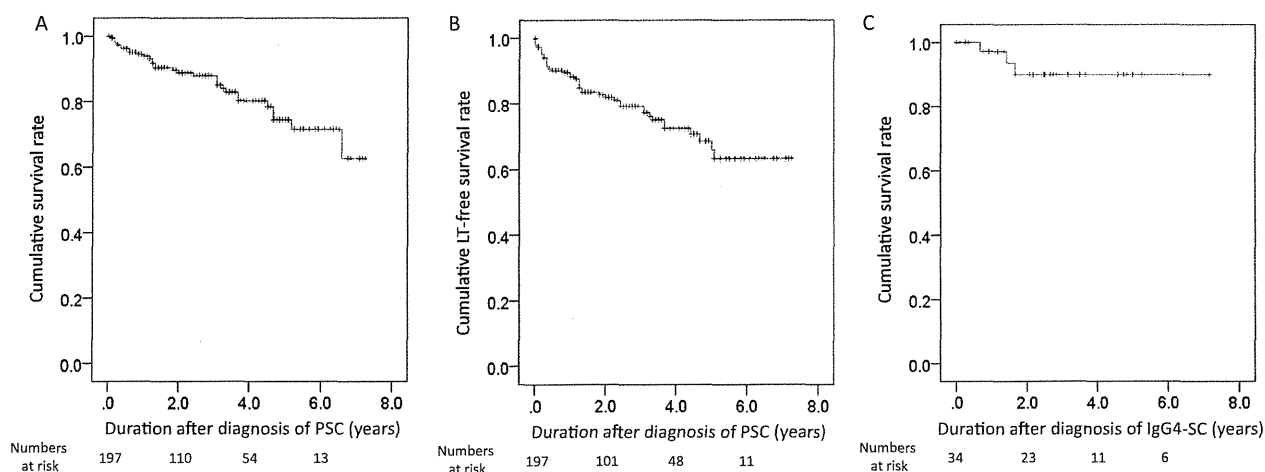 A
Cumulative survival rate
1.0
0.8
0.6
0.4
0.2
0.0
.0 2.0 4.0 6.0 8.0
Duration after diagnosis of PSC (years)
Numbers
at risk
197 110 54 13
B
Cumulative LT-free survival rate
1.0
0.8
0.6
0.4
0.2
0.0
.0 2.0 4.0 6.0 8.0
Duration after diagnosis of PSC (years)
Numbers
at risk
197 101 48 11
C
Cumulative survival rate
1.0
0.8
0.6
0.4
0.2
0.0
.0 2.0 4.0 6.0 8.0
Duration after diagnosis of IgG4-SC (years)
Numbers
at risk
34 23 11 6